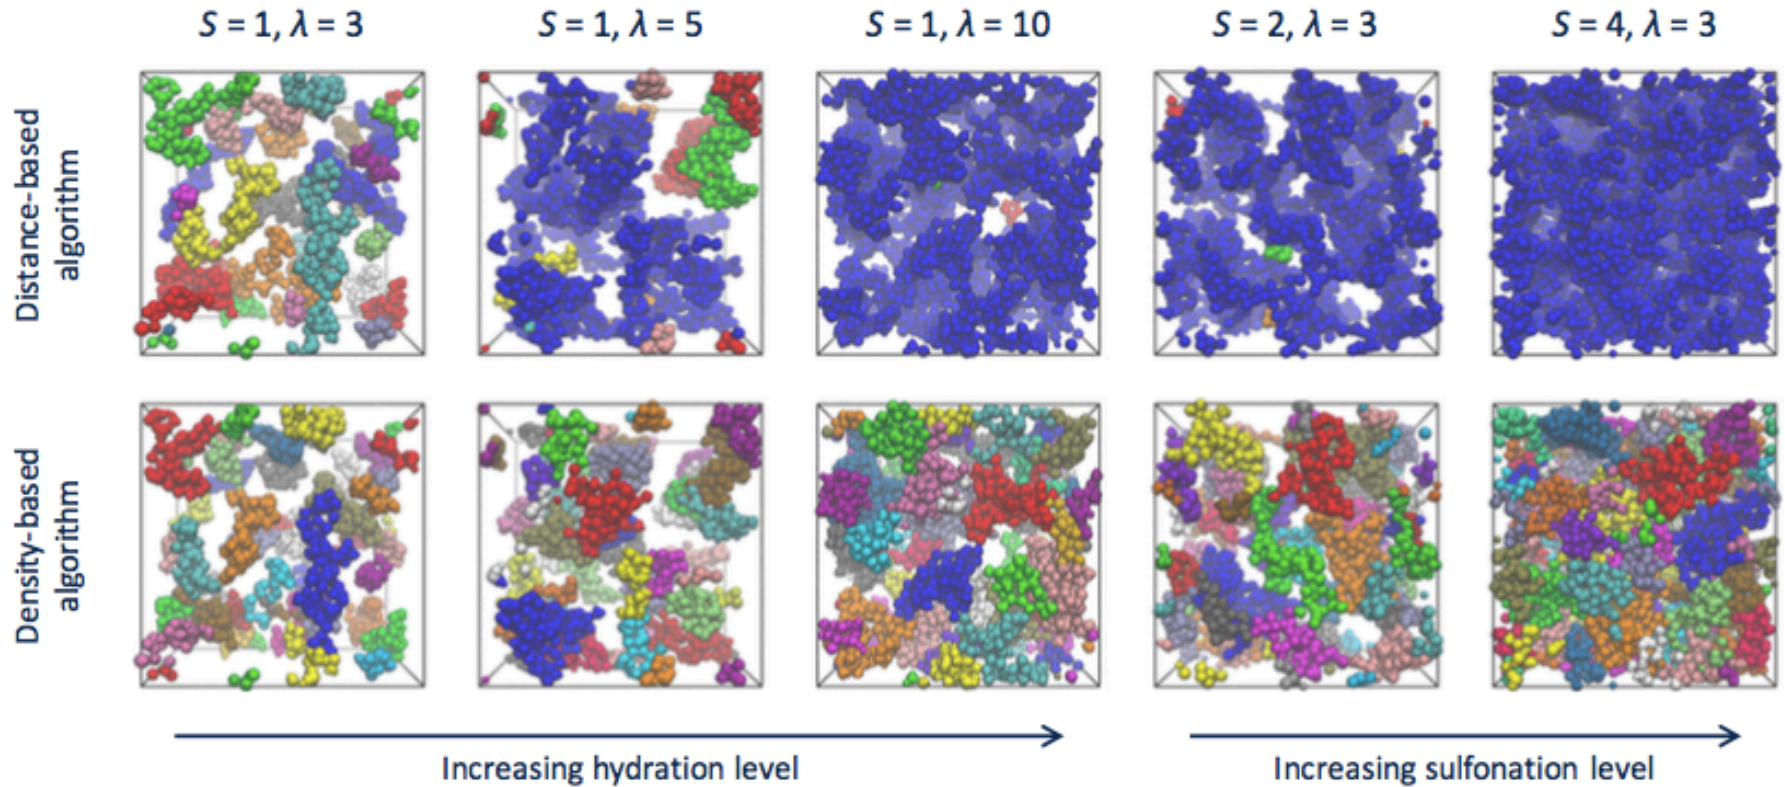 S = 1, λ = 3
S = 1, λ = 5
S = 1, λ = 10
S = 2, λ = 3
S = 4, λ = 3
Distance-based
algorithm
Density-based
algorithm
Increasing hydration level
Increasing sulfonation level